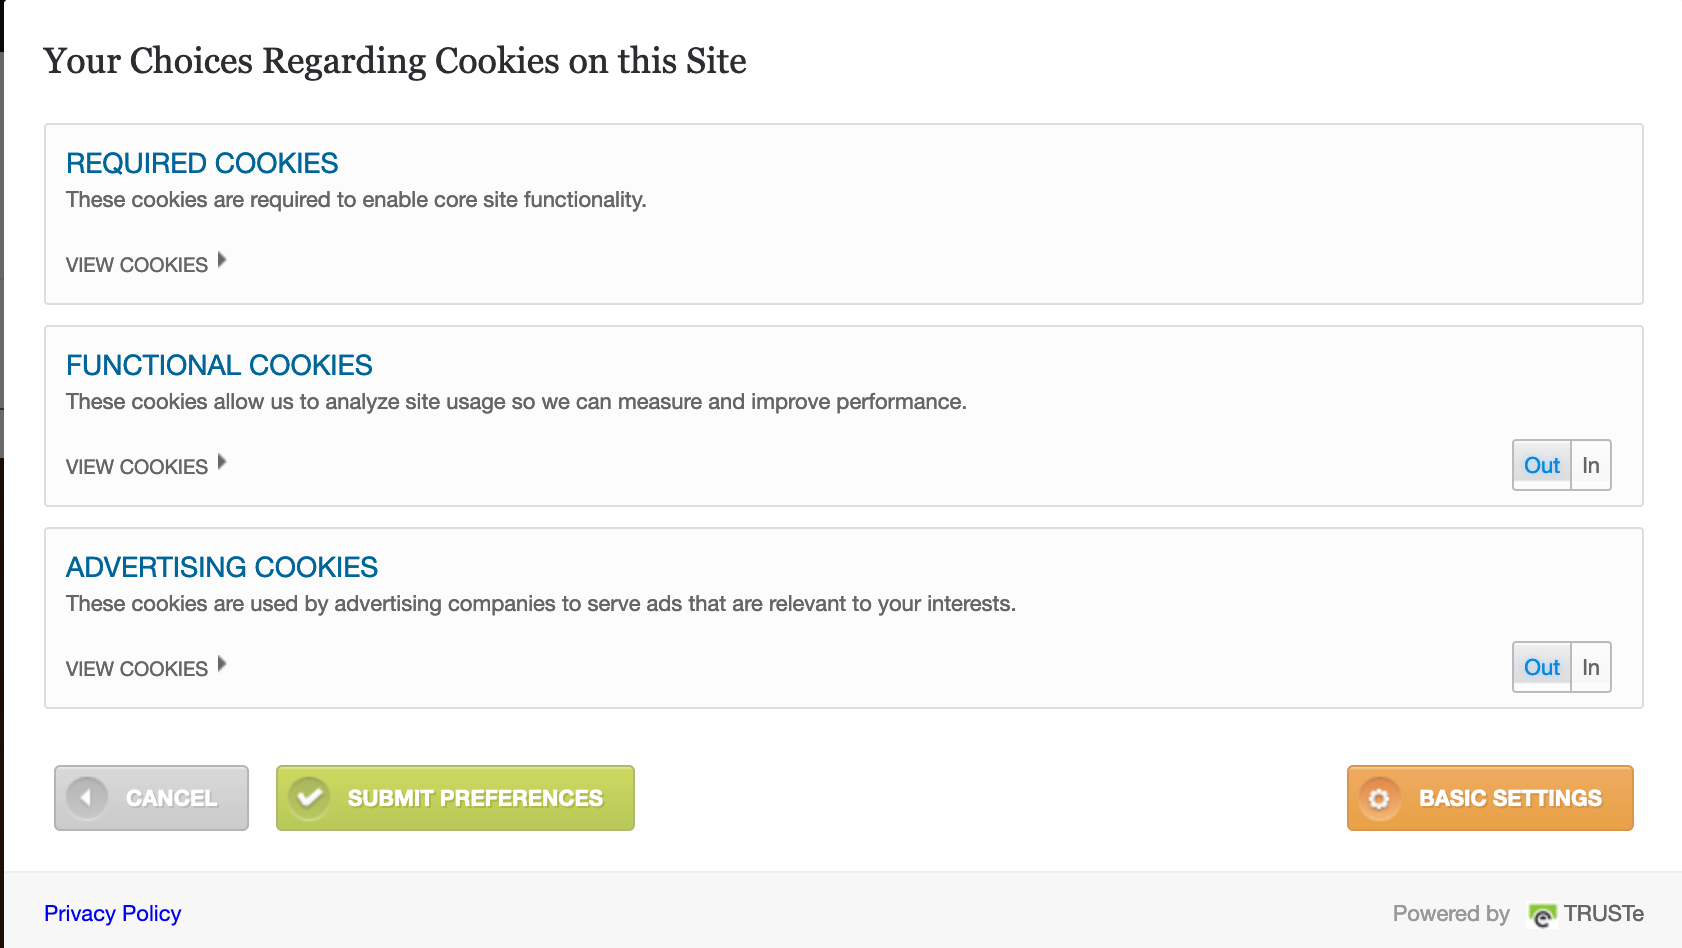 Your Choices Regarding Cookies on this Site
REQUIRED COOKIES
These cookies are required to enable core site functionality.
VIEW COOKIES
FUNCTIONAL COOKIES
These cookies allow us to analyze site usage so we can measure and improve performance.
VIEW COOKIES
Out In
ADVERTISING COOKIES
These cookies are used by advertising companies to serve ads that are relevant to your interests.
VIEW COOKIES
Out In
CANCEL
SUBMIT PREFERENCES
BASIC SETTINGS
Privacy Policy
Powered by TRUSTe